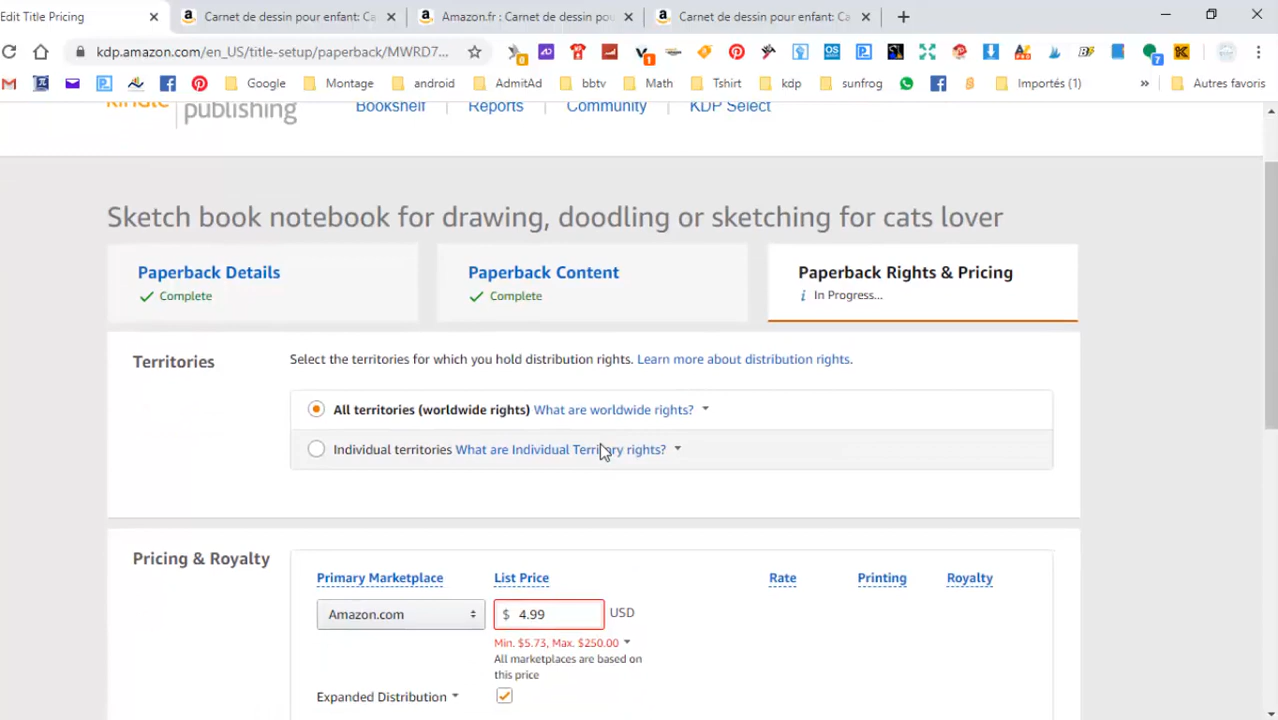 Edit Title Pricing
Carnet de dessin pour enfant: Ca
Amazon.fr : Carnet de dessin pou
Carnet de dessin pour enfant: Ca
kdp.amazon.com/en_US/title-setup/paperback/MWRD7...
Google Montage android AdmitAd bbtv Math Tshirt kdp sunfrog Importés (1) » Autres favoris
kindle
publishing
Bookshelf
Reports
Community
KDP Select
Sketch book notebook for drawing, doodling or sketching for cats lover
Paperback Details
Complete
Paperback Content
Complete
Paperback Rights & Pricing
In Progress...
Territories
Select the territories for which you hold distribution rights. Learn more about distribution rights.
All territories (worldwide rights) What are worldwide rights?
Individual territories What are Individual Territory rights?
Pricing & Royalty
Primary Marketplace
List Price
Rate
Printing
Royalty
Amazon.com
$ 4.99 USD
Min. $5.73, Max. $250.00
All marketplaces are based on
this price
Expanded Distribution